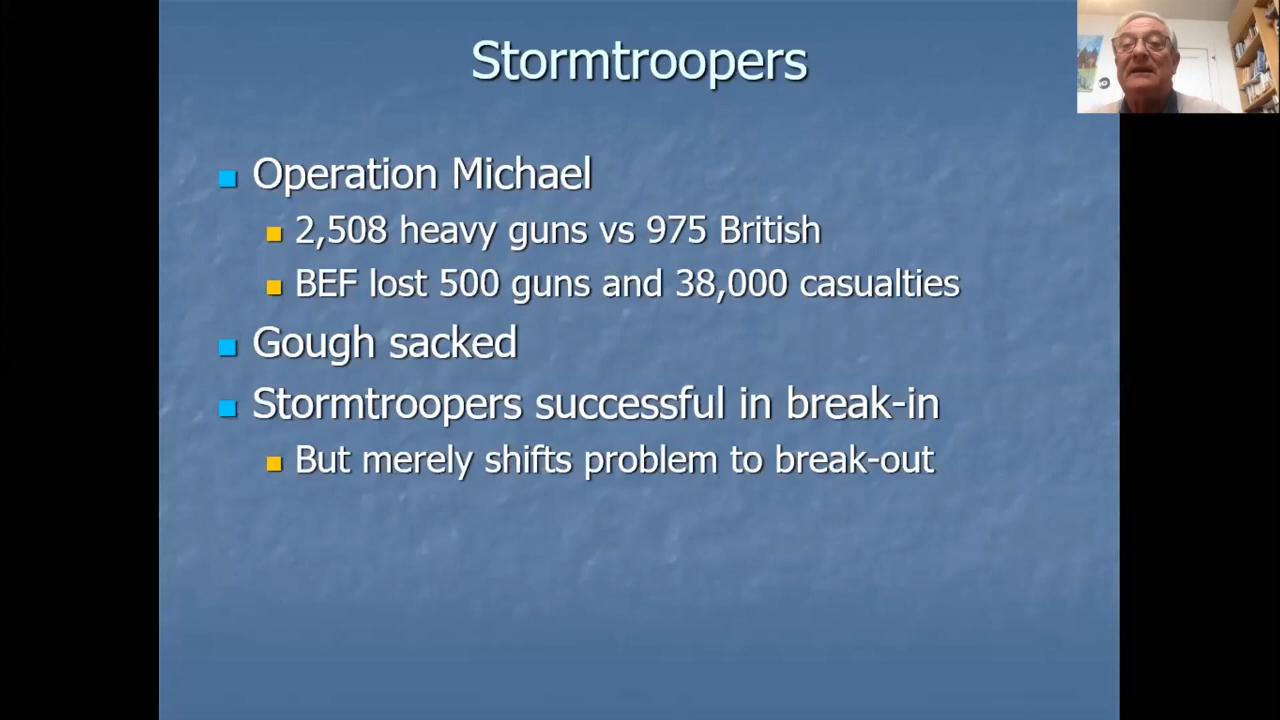 Stormtroopers
Operation Michael
2,508 heavy guns vs 975 British
BEF lost 500 guns and 38,000 casualties
Gough sacked
Stormtroopers successful in break-in
But merely shifts problem to break-out